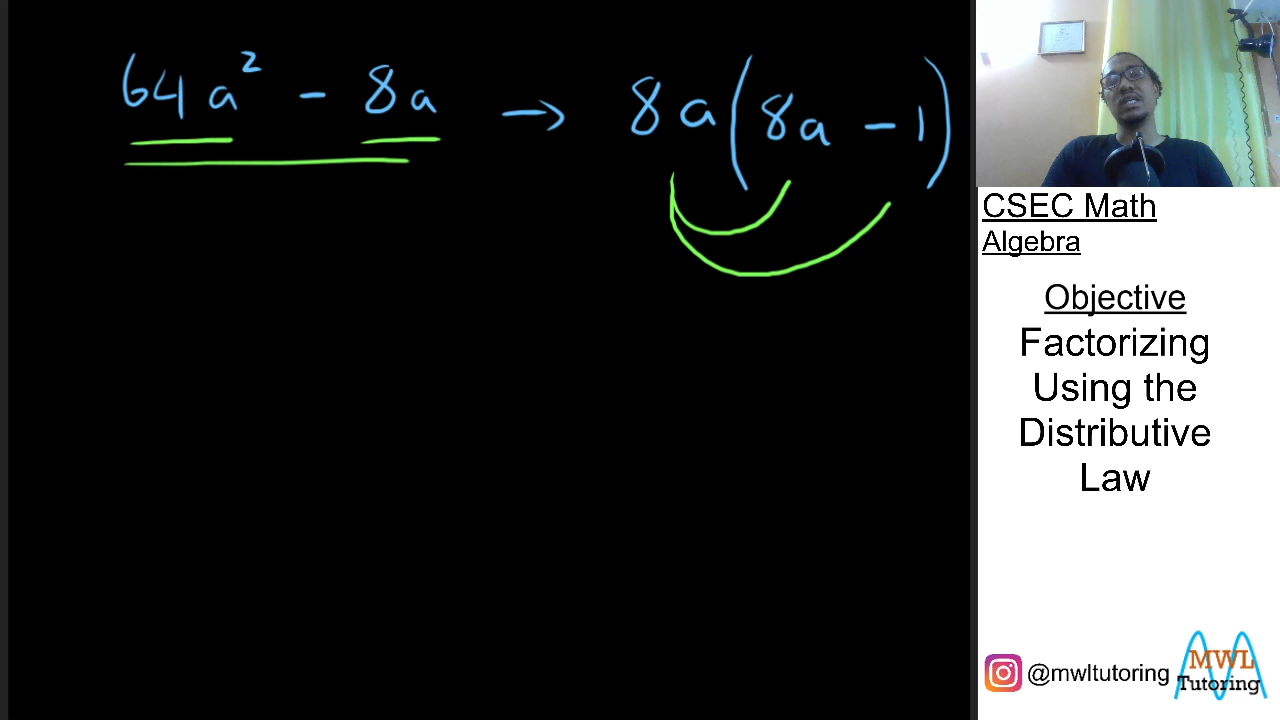 64a² - 8a → 8a(8a - 1)
CSEC Math
Algebra
Objective
Factorizing
Using the
Distributive
Law
@mwltutoring
MWL
Tutoring